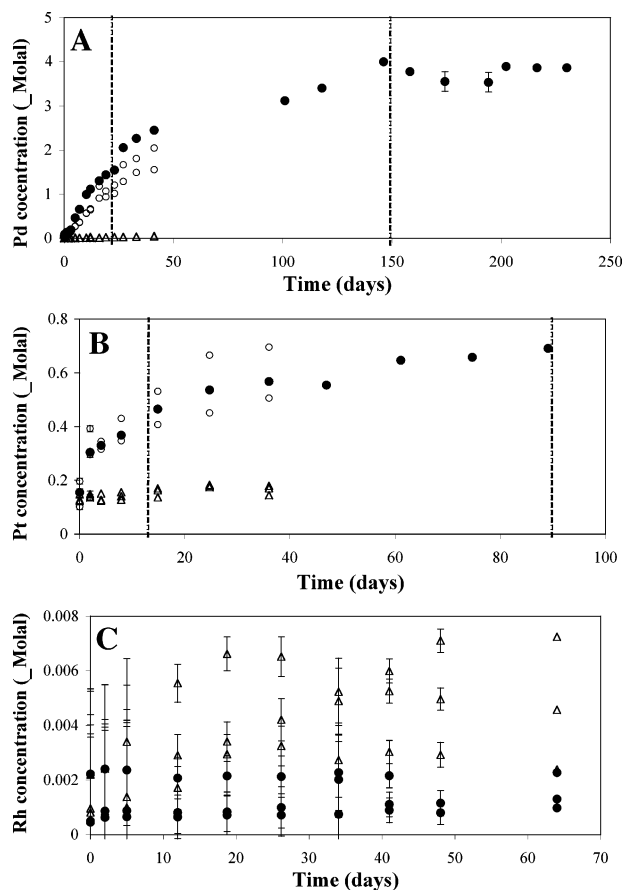 A
Pd cocentration (_Molal)
5
4
3
2
1
0
0 50 100 150 200 250
Time (days)
B
Pt concentration (_Molal)
0.8
0.6
0.4
0.2
0
0 20 40 60 80 100
Time (days)
C
Rh concentration (_Molal)
0.008
0.006
0.004
0.002
0
0 10 20 30 40 50 60 70
Time (days)